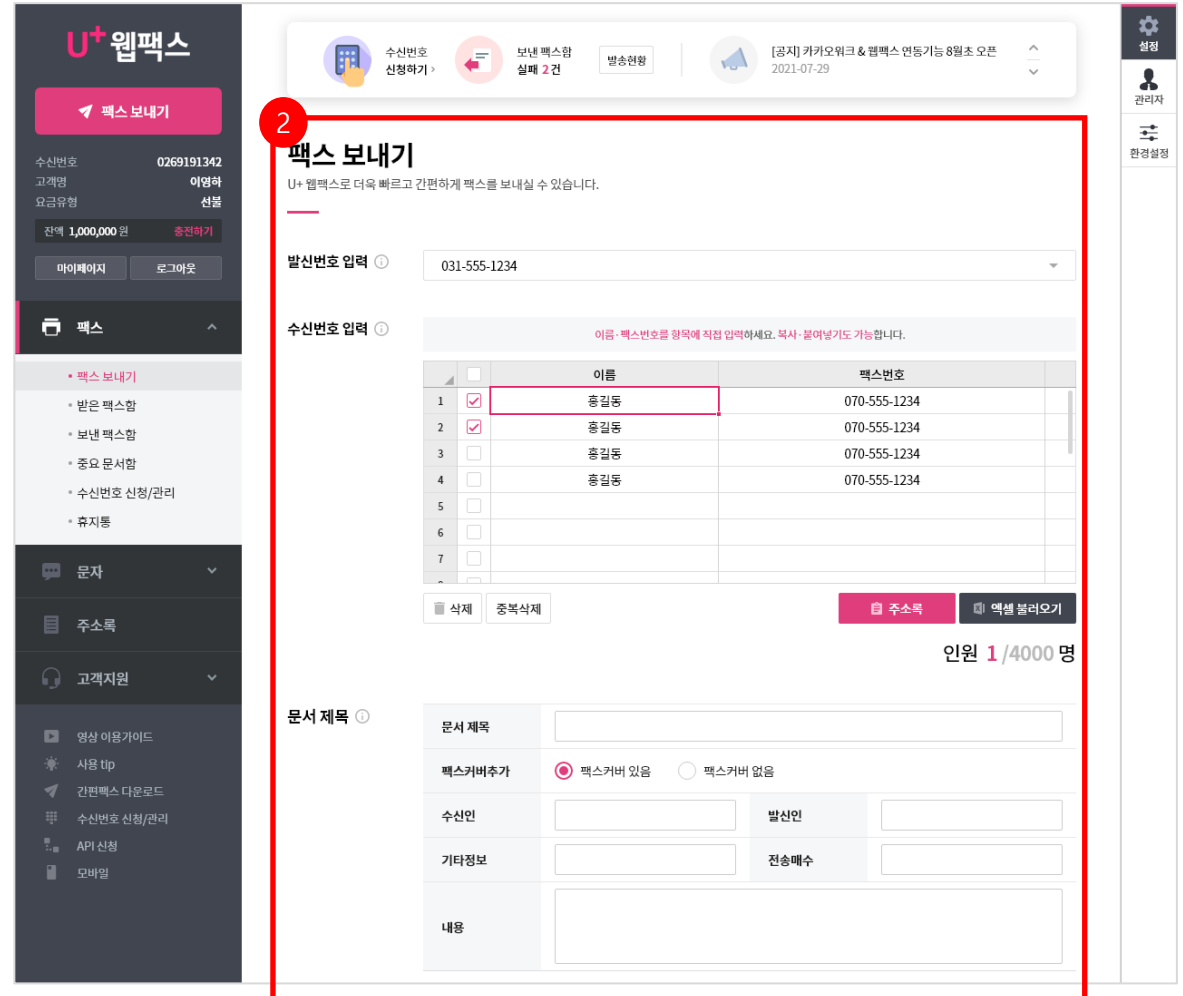 U+웹팩스
팩스 보내기
수신번호 0269191342
고객명 이영하
요금유형 선불
잔액 1,000,000 원 충전하기
마이페이지 로그아웃
팩스
팩스 보내기
받은 팩스함
보낸 팩스함
중요 문서함
수신번호 신청/관리
휴지통
문자
주소록
고객지원
영상 이용가이드
사용 tip
간편팩스 다운로드
수신번호 신청/관리
API 신청
모바일
수신번호
신청하기 >
보낸 팩스함
실패 2 건
발송현황
[공지] 카카오워크 & 웹팩스 연동기능 8월초 오픈
2021-07-29
설정
관리자
환경설정
2
팩스 보내기
U+ 웹팩스로 더욱 빠르고 간편하게 팩스를 보내실 수 있습니다.
발신번호 입력
031-555-1234
수신번호 입력
이름·팩스번호를 항목에 직접 입력하세요. 복사·붙여넣기도 가능합니다.
이름 팩스번호
1 홍길동 070-555-1234
2 홍길동 070-555-1234
3 홍길동 070-555-1234
4 홍길동 070-555-1234
5
6
7
삭제 중복삭제 주소록 엑셀 불러오기
인원 1 /4000 명
문서 제목
문서 제목
팩스커버추가 팩스커버 있음 팩스커버 없음
수신인 발신인
기타정보 전송매수
내용